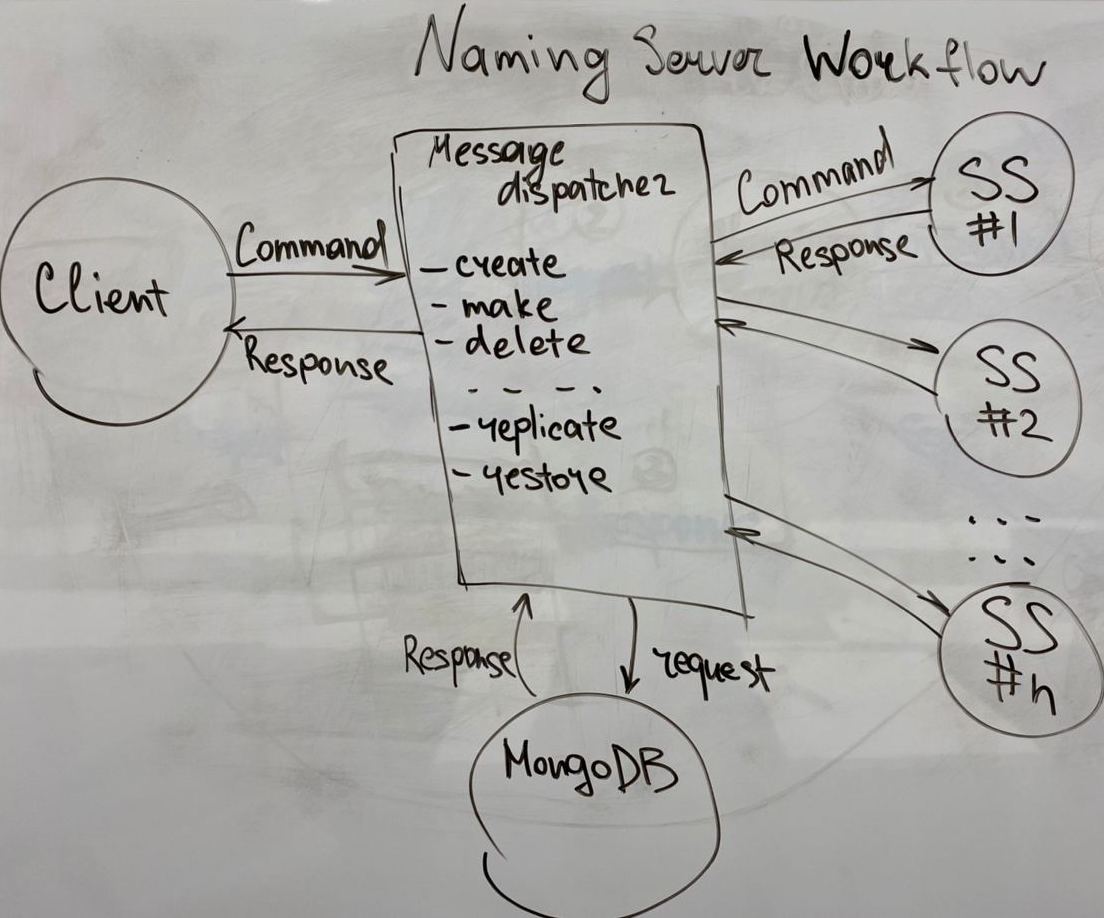 Naming Server Workflow
Message
dispatcher
Client
Command
Response
- create
- make
- delete
. - - .
- replicate
- restore
Command
Response
SS
#1
SS
#2
. . -
. . -
SS
#n
Response
request
MongoDB